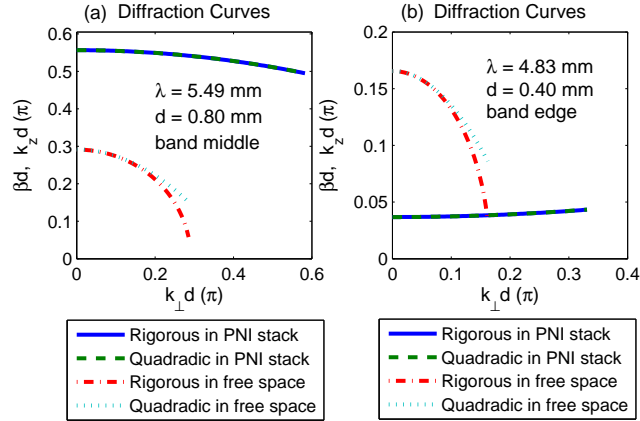 (a) Diffraction Curves
0.6
0.5
0.4
0.3
0.2
0.1
0
βd, k_z d (π)
λ = 5.49 mm
d = 0.80 mm
band middle
0 0.2 0.4 0.6
k_⊥d (π)
Rigorous in PNI stack
Quadradic in PNI stack
Rigorous in free space
Quadradic in free space
(b) Diffraction Curves
0.2
0.15
0.1
0.05
0
βd, k_z d (π)
λ = 4.83 mm
d = 0.40 mm
band edge
0 0.1 0.2 0.3 0.4
k_⊥d (π)
Rigorous in PNI stack
Quadradic in PNI stack
Rigorous in free space
Quadradic in free space